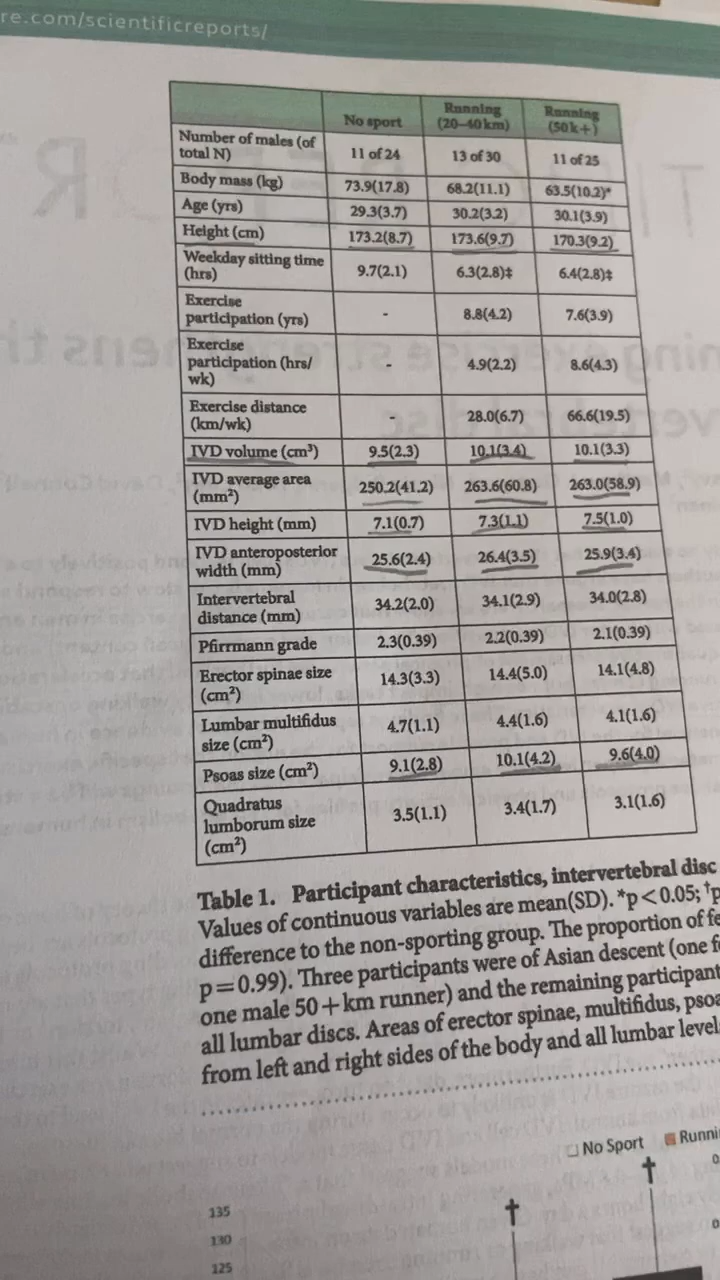 re.com/scientificreports/
No sport
Running
(20–40 km)
Running
(50 k+)
Number of males (of
total N)
11 of 24
13 of 30
11 of 25
Body mass (kg)
73.9(17.8)
68.2(11.1)
63.5(10.2)*
Age (yrs)
29.3(3.7)
30.2(3.2)
30.1(3.9)
Height (cm)
173.2(8.7)
173.6(9.7)
170.3(9.2)
Weekday sitting time
(hrs)
9.7(2.1)
6.3(2.8)‡
6.4(2.8)‡
Exercise
participation (yrs)
-
8.8(4.2)
7.6(3.9)
Exercise
participation (hrs/
wk)
-
4.9(2.2)
8.6(4.3)
Exercise distance
(km/wk)
-
28.0(6.7)
66.6(19.5)
IVD volume (cm³)
9.5(2.3)
10.1(3.4)
10.1(3.3)
IVD average area
(mm²)
250.2(41.2)
263.6(60.8)
263.0(58.9)
IVD height (mm)
7.1(0.7)
7.3(1.1)
7.5(1.0)
IVD anteroposterior
width (mm)
25.6(2.4)
26.4(3.5)
25.9(3.4)
Intervertebral
distance (mm)
34.2(2.0)
34.1(2.9)
34.0(2.8)
Pfirrmann grade
2.3(0.39)
2.2(0.39)
2.1(0.39)
Erector spinae size
(cm²)
14.3(3.3)
14.4(5.0)
14.1(4.8)
Lumbar multifidus
size (cm²)
4.7(1.1)
4.4(1.6)
4.1(1.6)
Psoas size (cm²)
9.1(2.8)
10.1(4.2)
9.6(4.0)
Quadratus
lumborum size
(cm²)
3.5(1.1)
3.4(1.7)
3.1(1.6)
Table 1. Participant characteristics, intervertebral disc
Values of continuous variables are mean(SD). *p < 0.05; †p
difference to the non-sporting group. The proportion of fe
p = 0.99). Three participants were of Asian descent (one f
one male 50 + km runner) and the remaining participant
all lumbar discs. Areas of erector spinae, multifidus, psoa
from left and right sides of the body and all lumbar level
No Sport Runni
135
130
125